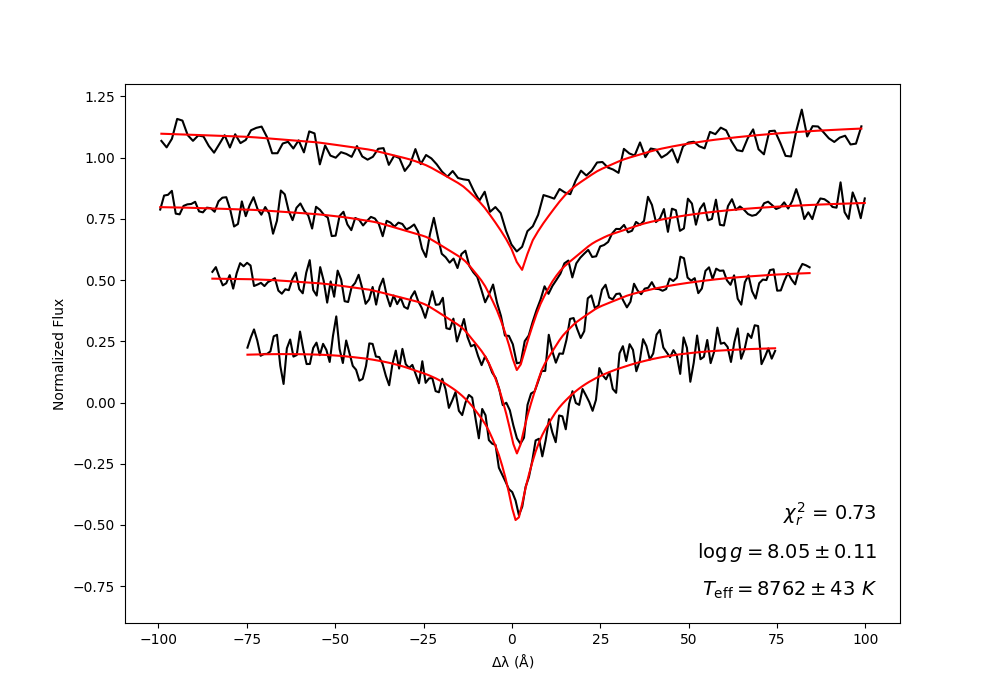 1.25
1.00
0.75
0.50
0.25
0.00
−0.25
−0.50
−0.75
Normalized Flux
χ²ᵣ = 0.73
log g = 8.05 ± 0.11
T_eff = 8762 ± 43 K
−100 −75 −50 −25 0 25 50 75 100
Δλ (Å)